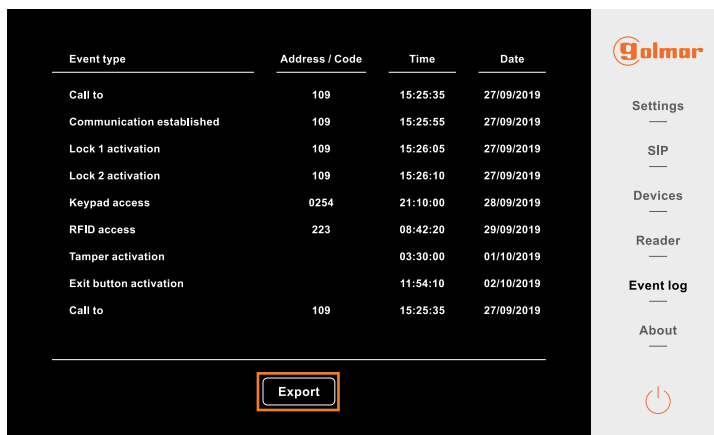 Event type Address / Code Time Date
Call to 109 15:25:35 27/09/2019
Communication established 109 15:25:55 27/09/2019
Lock 1 activation 109 15:26:05 27/09/2019
Lock 2 activation 109 15:26:10 27/09/2019
Keypad access 0254 21:10:00 28/09/2019
RFID access 223 08:42:20 29/09/2019
Tamper activation 03:30:00 01/10/2019
Exit button activation 11:54:10 02/10/2019
Call to 109 15:25:35 27/09/2019
Export
golmar
Settings
SIP
Devices
Reader
Event log
About